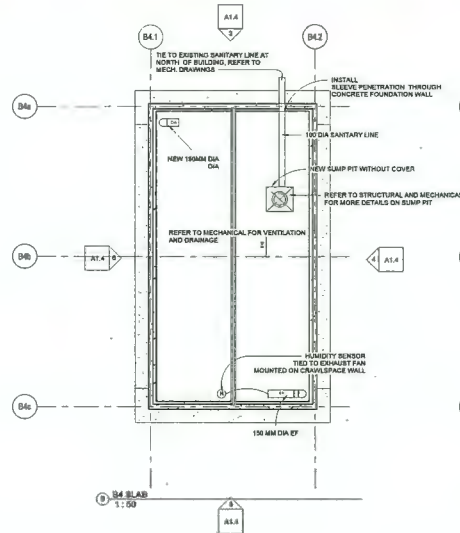 A1.4
3
B4.1
B4.2
TIE TO EXISTING SANITARY LINE AT
NORTH OF BUILDING, REFER TO
MECH. DRAWINGS
INSTALL
SLEEVE PENETRATION THROUGH
CONCRETE FOUNDATION WALL
B4a
100 DIA SANITARY LINE
NEW 150MM DIA
O/A
NEW SUMP PIT WITHOUT COVER
REFER TO STRUCTURAL AND MECHANICAL
FOR MORE DETAILS ON SUMP PIT
REFER TO MECHANICAL FOR VENTILATION
AND DRAINAGE
B4b
A1.4
6
4
A1.4
HUMIDITY SENSOR
TIED TO EXHAUST FAN
MOUNTED ON CRAWLSPACE WALL
H
B4c
150 MM DIA EF
B4 SLAB
1 : 50
A1.4